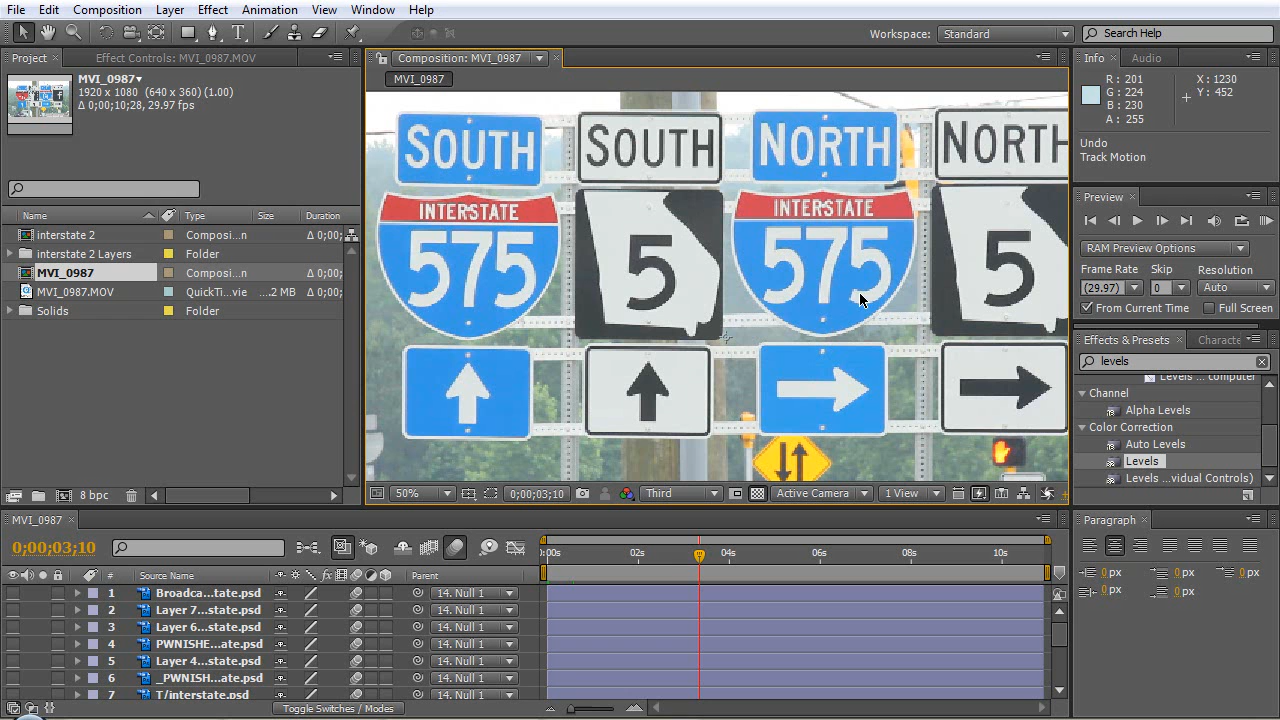 File Edit Composition Layer Effect Animation View Window Help
Workspace: Standard Search Help
Project Effect Controls: MVI_0987.MOV
MVI_0987▾
1920 x 1080 (640 x 360) (1.00)
Δ 0;00;10;28, 29.97 fps
Name Type Size Duration
interstate 2 Composi...n Δ 0;00;
interstate 2 Layers Folder
MVI_0987 Composi...n Δ 0;00;
MVI_0987.MOV QuickTi...vie ....2 MB Δ 0;00;
Solids Folder
8 bpc
Composition: MVI_0987
MVI_0987
SOUTH SOUTH NORTH NORTH
INTERSTATE INTERSTATE
575 5 575 5
50% 0;00;03;10 Third Active Camera 1 View
Info Audio
R : 201 X : 1230
G : 224 Y : 452
B : 230
A : 255
Undo
Track Motion
Preview
RAM Preview Options
Frame Rate Skip Resolution
(29.97) 0 Auto
From Current Time Full Screen
Effects & Presets Characte
levels
Levels ... computer
Channel
Alpha Levels
Color Correction
Auto Levels
Levels
Levels ...vidual Controls)
MVI_0987
0;00;03;10
0:00s 02s 04s 06s 08s 10s
# Source Name fx Parent
1 Broadca...tate.psd 14. Null 1
2 Layer 7...state.psd 14. Null 1
3 Layer 6...state.psd 14. Null 1
4 PWNISHE...ate.psd 14. Null 1
5 Layer 4...state.psd 14. Null 1
6 _PWNISH...ate.psd 14. Null 1
7 T/interstate.psd 14. Null 1
Toggle Switches / Modes
Paragraph
0 px 0 px 0 px
0 px 0 px